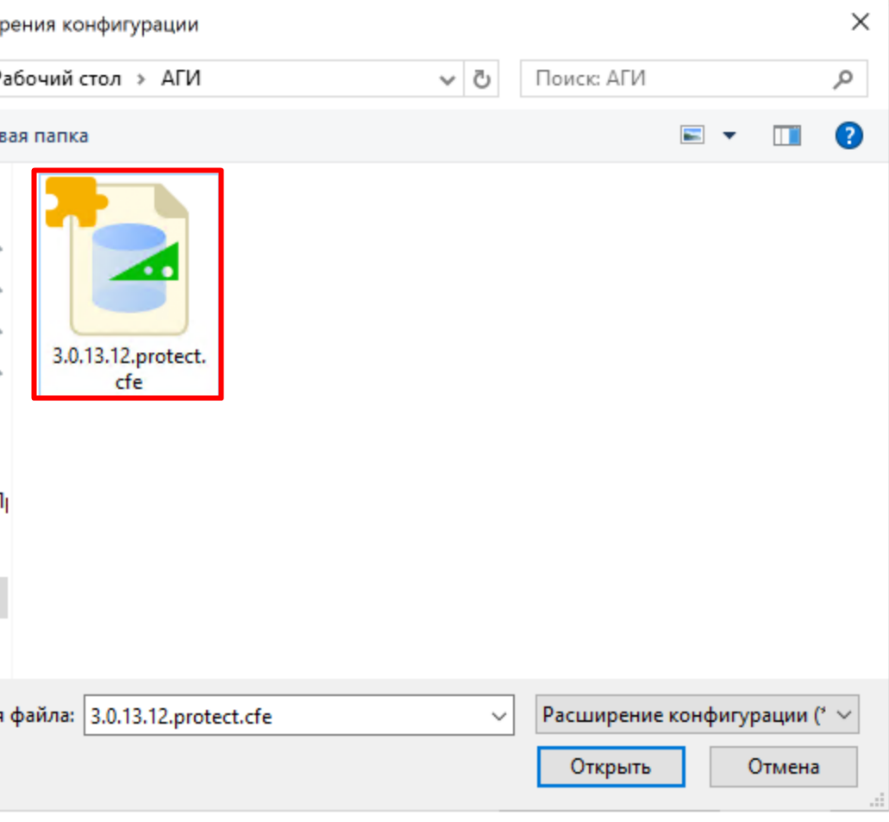 рения конфигурации
Рабочий стол › АГИ
Поиск: АГИ
вая папка
?
3.0.13.12.protect.
cfe
я файла:
3.0.13.12.protect.cfe
Расширение конфигурации (*
Открыть
Отмена